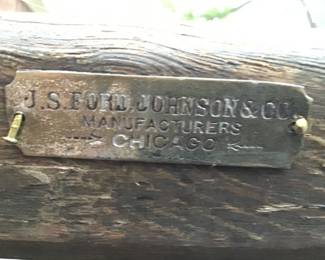 J.S. FORD, JOHNSON & CO.
MANUFACTURERS
CHICAGO